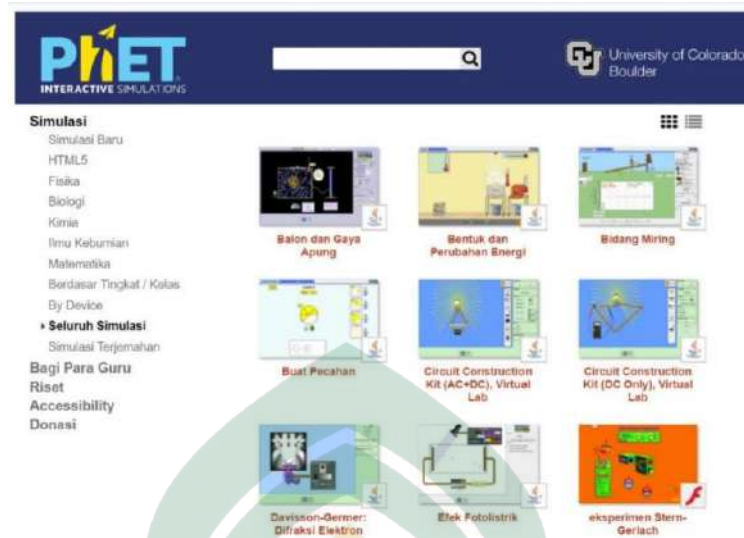 PhET
INTERACTIVE SIMULATIONS
University of Colorado
Boulder
Simulasi
Simulasi Baru
HTML5
Fisika
Biologi
Kimia
Ilmu Kebumian
Matematika
Berdasar Tingkat / Kelas
By Device
Seluruh Simulasi
Simulasi Terjemahan
Bagi Para Guru
Riset
Accessibility
Donasi
Balon dan Gaya
Apung
Bentuk dan
Perubahan Energi
Bidang Miring
Buat Pecahan
Circuit Construction
Kit (AC+DC), Virtual
Lab
Circuit Construction
Kit (DC Only), Virtual
Lab
Davisson-Germer:
Difraksi Elektron
Efek Fotolistrik
eksperimen Stern-
Gerlach